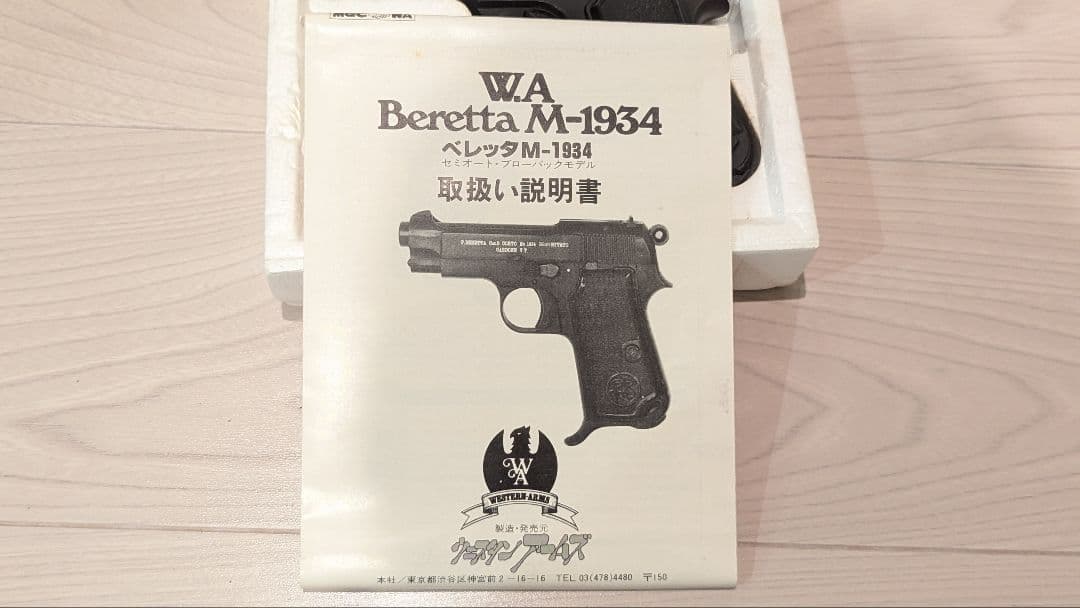 W.A
Beretta M-1934
ベレッタM-1934
セミオート・ブローバックモデル
取扱い説明書
WA
WESTERN-ARMS
製造・発売元
ウエスタンアームズ
本社/東京都渋谷区神宮前2-16-16 TEL 03(478)4480 〒150